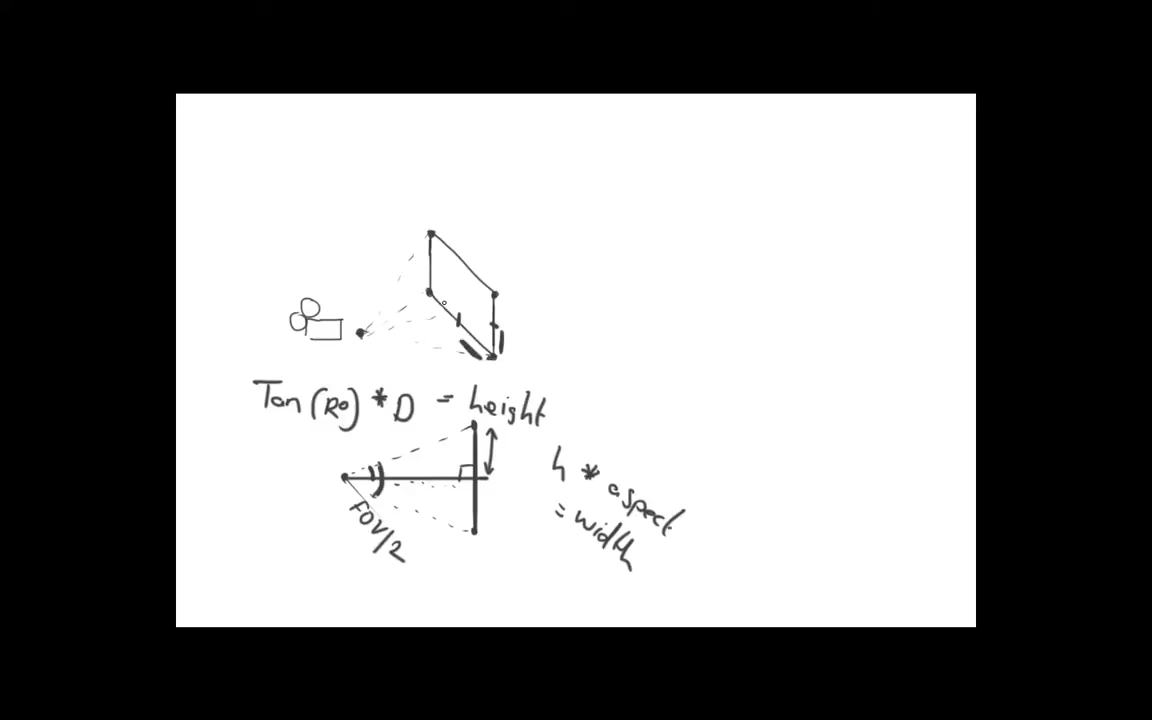 Tan (Rº) * D = height
h * aspect
= width
FOV/2